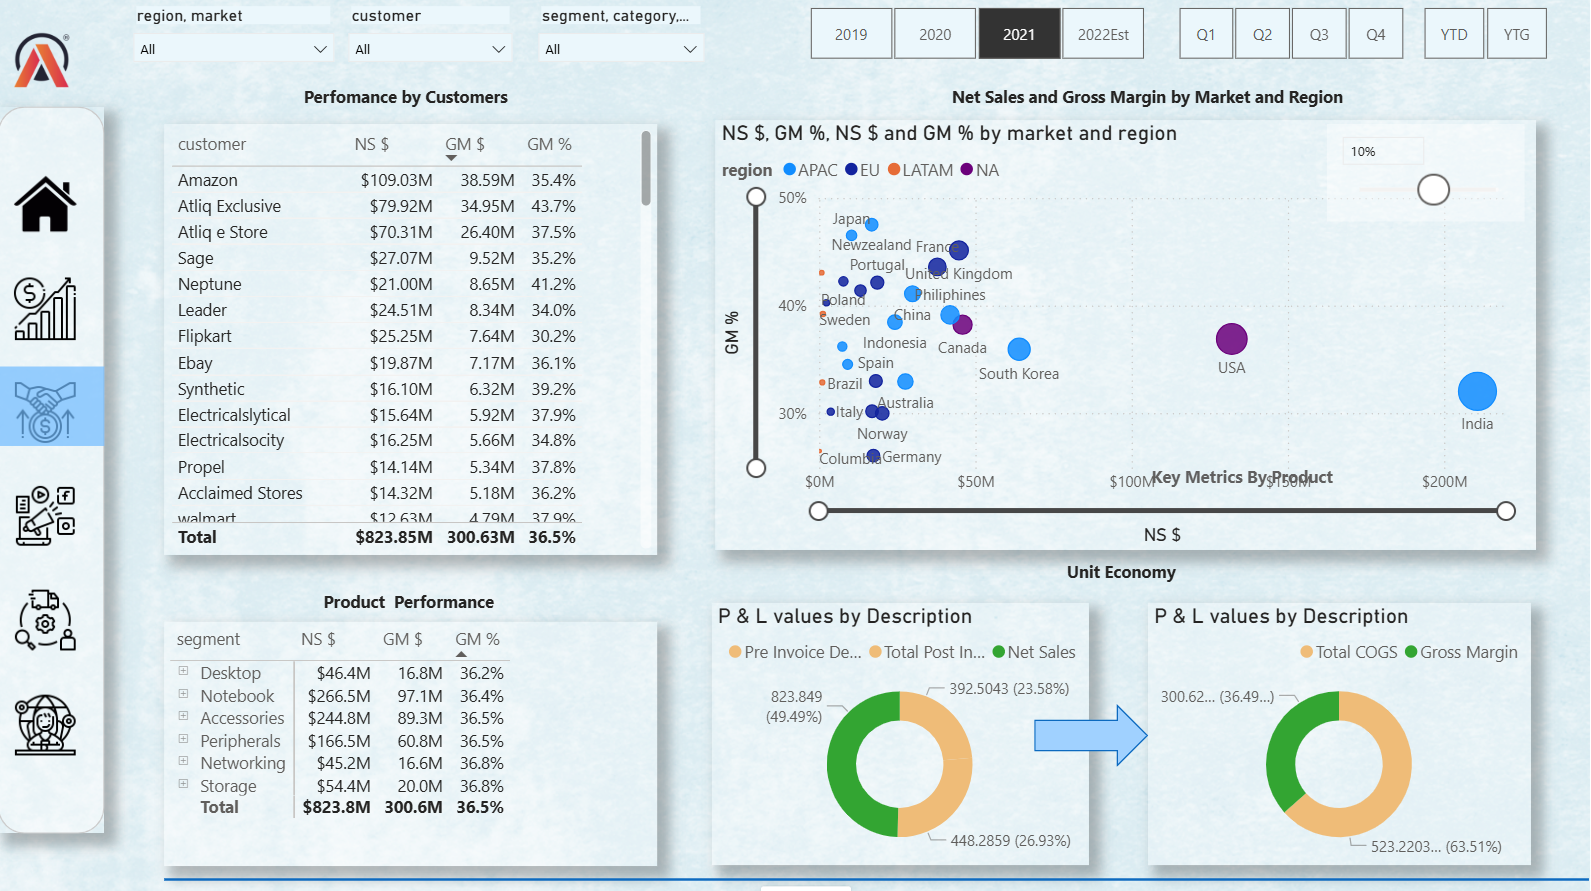 region, market
customer
segment, category,...
All
All
All
2019
2020
2021
2022Est
Q1
Q2
Q3
Q4
YTD
YTG
Perfomance by Customers
customer NS $ GM $ GM %
Amazon $109.03M 38.59M 35.4%
Atliq Exclusive $79.92M 34.95M 43.7%
Atliq e Store $70.31M 26.40M 37.5%
Sage $27.07M 9.52M 35.2%
Neptune $21.00M 8.65M 41.2%
Leader $24.51M 8.34M 34.0%
Flipkart $25.25M 7.64M 30.2%
Ebay $19.87M 7.17M 36.1%
Synthetic $16.10M 6.32M 39.2%
Electricalslytical $15.64M 5.92M 37.9%
Electricalsocity $16.25M 5.66M 34.8%
Propel $14.14M 5.34M 37.8%
Acclaimed Stores $14.32M 5.18M 36.2%
walmart $12.63M 4.79M 37.9%
Total $823.85M 300.63M 36.5%
Net Sales and Gross Margin by Market and Region
NS $, GM %, NS $ and GM % by market and region
10%
region APAC EU LATAM NA
50%
40%
30%
GM %
Japan
Newzealand
France
Portugal
United Kingdom
Philiphines
Poland
Sweden
China
Indonesia
Canada
Spain
South Korea
USA
Brazil
Australia
Italy
India
Norway
Columbia
Germany
Key Metrics By Product
$0M $50M $100M $150M $200M
NS $
Product Performance
segment NS $ GM $ GM %
Desktop $46.4M 16.8M 36.2%
Notebook $266.5M 97.1M 36.4%
Accessories $244.8M 89.3M 36.5%
Peripherals $166.5M 60.8M 36.5%
Networking $45.2M 16.6M 36.8%
Storage $54.4M 20.0M 36.8%
Total $823.8M 300.6M 36.5%
Unit Economy
P & L values by Description
Pre Invoice De... Total Post In... Net Sales
823.849
(49.49%)
392.5043 (23.58%)
448.2859 (26.93%)
P & L values by Description
Total COGS Gross Margin
300.62... (36.49...)
523.2203... (63.51%)